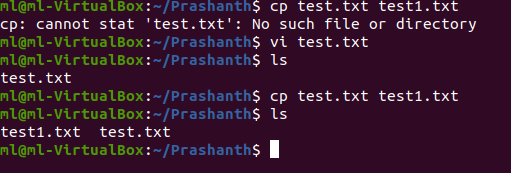 ml@ml-VirtualBox:~/Prashanth$ cp test.txt test1.txt
cp: cannot stat 'test.txt': No such file or directory
ml@ml-VirtualBox:~/Prashanth$ vi test.txt
ml@ml-VirtualBox:~/Prashanth$ ls
test.txt
ml@ml-VirtualBox:~/Prashanth$ cp test.txt test1.txt
ml@ml-VirtualBox:~/Prashanth$ ls
test1.txt  test.txt
ml@ml-VirtualBox:~/Prashanth$